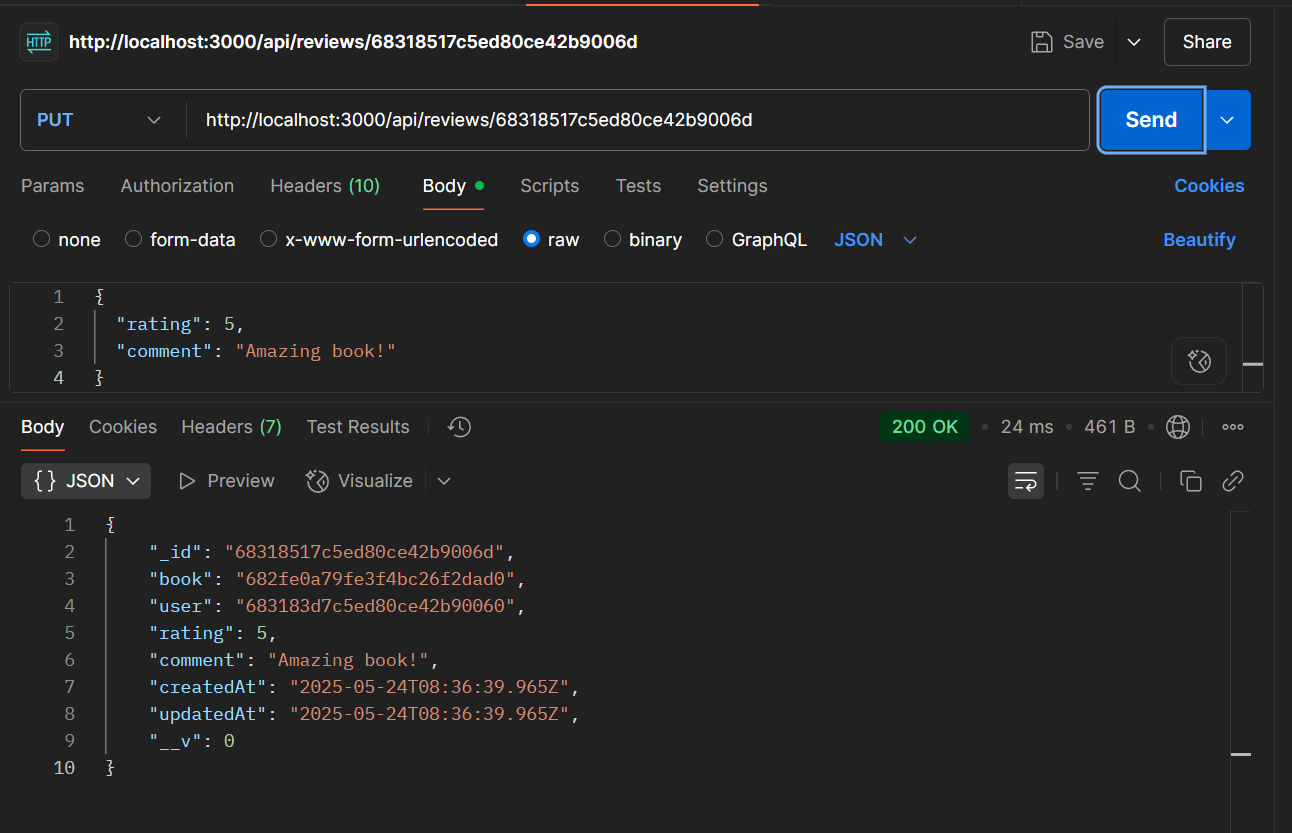 HTTP http://localhost:3000/api/reviews/68318517c5ed80ce42b9006d Save Share
PUT http://localhost:3000/api/reviews/68318517c5ed80ce42b9006d Send
Params Authorization Headers (10) Body Scripts Tests Settings Cookies
none form-data x-www-form-urlencoded raw binary GraphQL JSON Beautify
1 {
2 "rating": 5,
3 "comment": "Amazing book!"
4 }
Body Cookies Headers (7) Test Results 200 OK • 24 ms • 461 B •
{} JSON Preview Visualize
1 {
2 "_id": "68318517c5ed80ce42b9006d",
3 "book": "682fe0a79fe3f4bc26f2dad0",
4 "user": "683183d7c5ed80ce42b90060",
5 "rating": 5,
6 "comment": "Amazing book!",
7 "createdAt": "2025-05-24T08:36:39.965Z",
8 "updatedAt": "2025-05-24T08:36:39.965Z",
9 "__v": 0
10 }